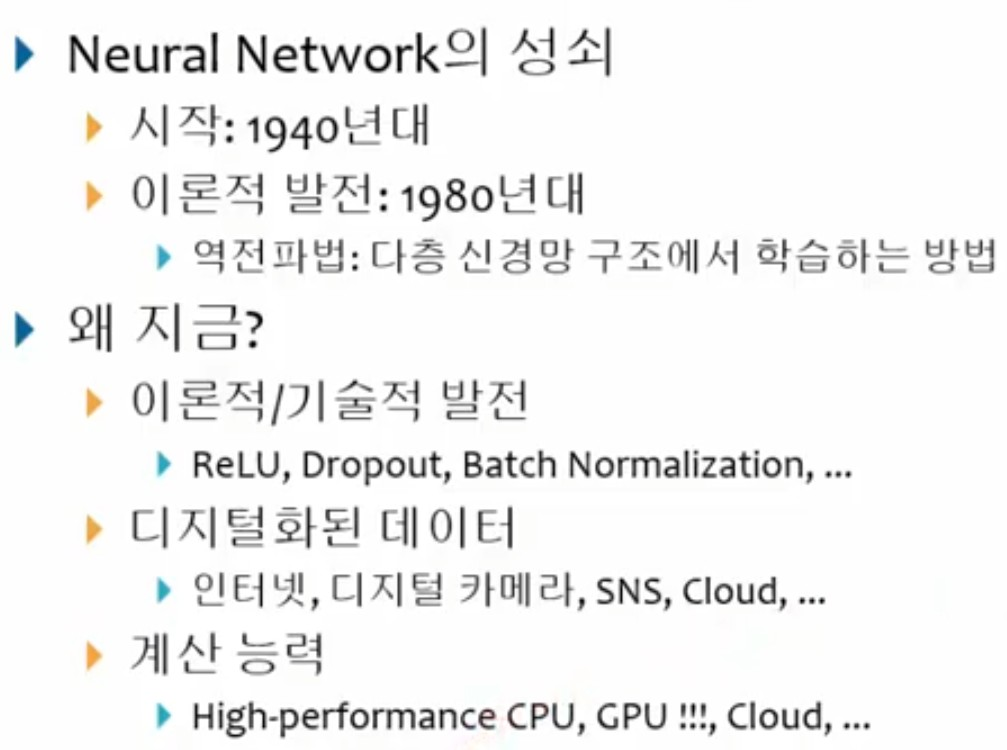 Neural Network의 성쇠
시작: 1940년대
이론적 발전: 1980년대
역전파법: 다층 신경망 구조에서 학습하는 방법
왜 지금?
이론적/기술적 발전
ReLU, Dropout, Batch Normalization, ...
디지털화된 데이터
인터넷, 디지털 카메라, SNS, Cloud, ...
계산 능력
High-performance CPU, GPU !!!, Cloud, ...